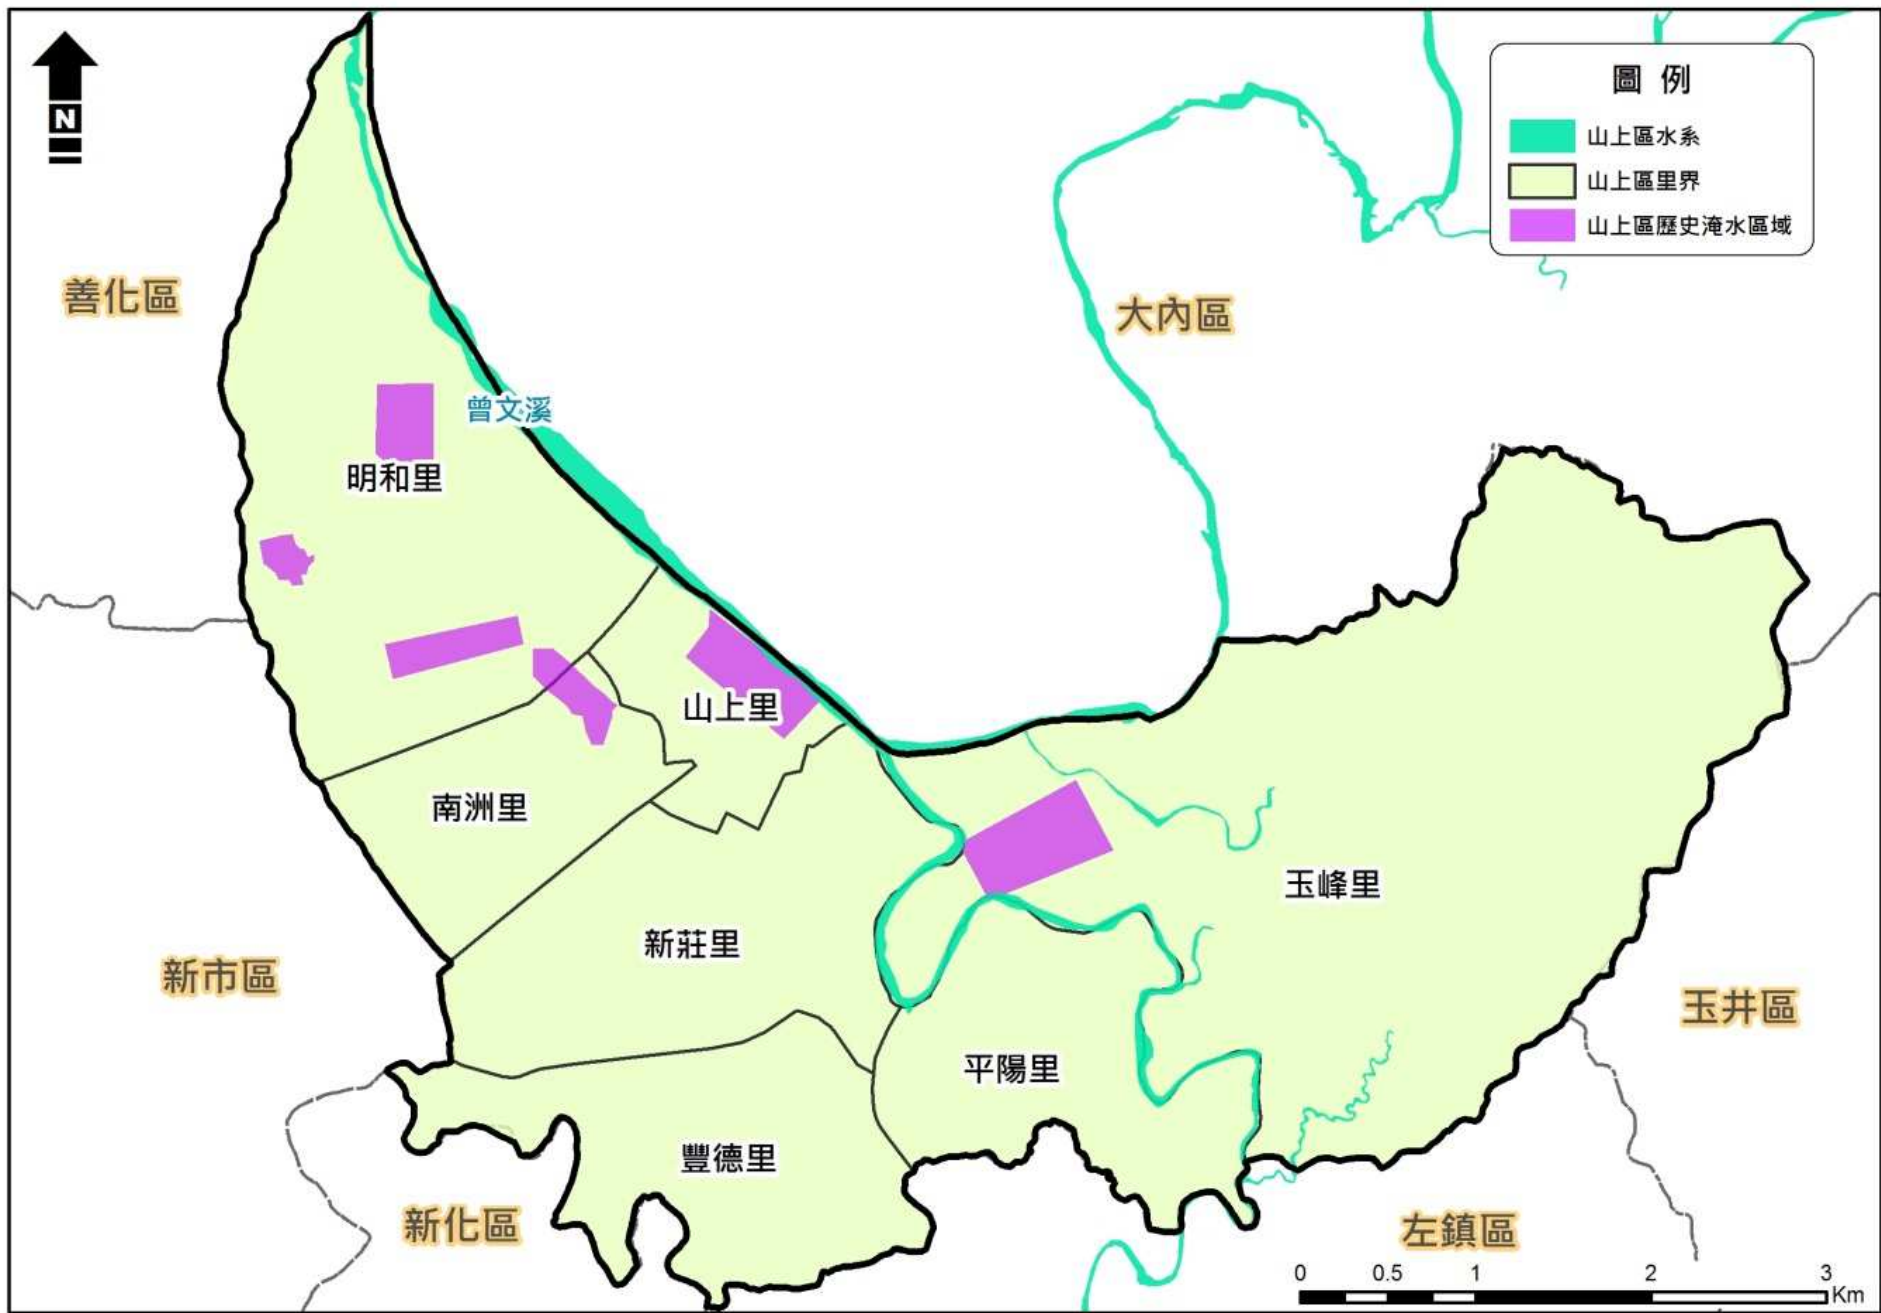 N
圖 例
山上區水系
山上區里界
山上區歷史淹水區域
善化區
大內區
曾文溪
明和里
山上里
南洲里
玉峰里
新莊里
新市區
玉井區
平陽里
豐德里
新化區
左鎮區
0 0.5 1 2 3
Km